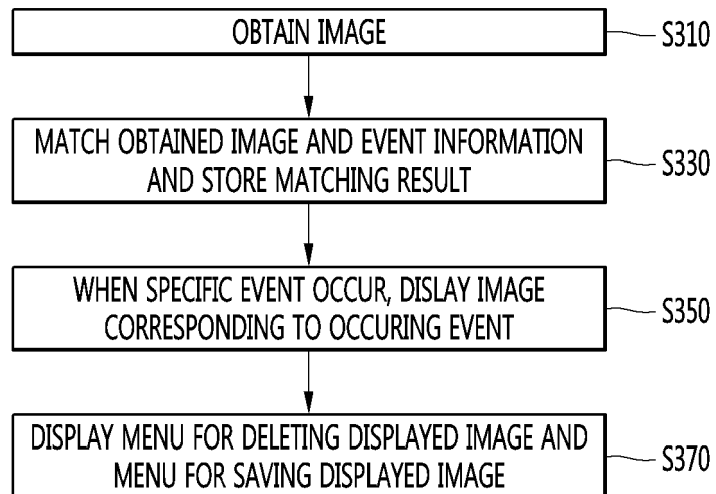 OBTAIN IMAGE
S310
MATCH OBTAINED IMAGE AND EVENT INFORMATION
AND STORE MATCHING RESULT
S330
WHEN SPECIFIC EVENT OCCUR, DISLAY IMAGE
CORRESPONDING TO OCCURING EVENT
S350
DISPLAY MENU FOR DELETING DISPLAYED IMAGE AND
MENU FOR SAVING DISPLAYED IMAGE
S370